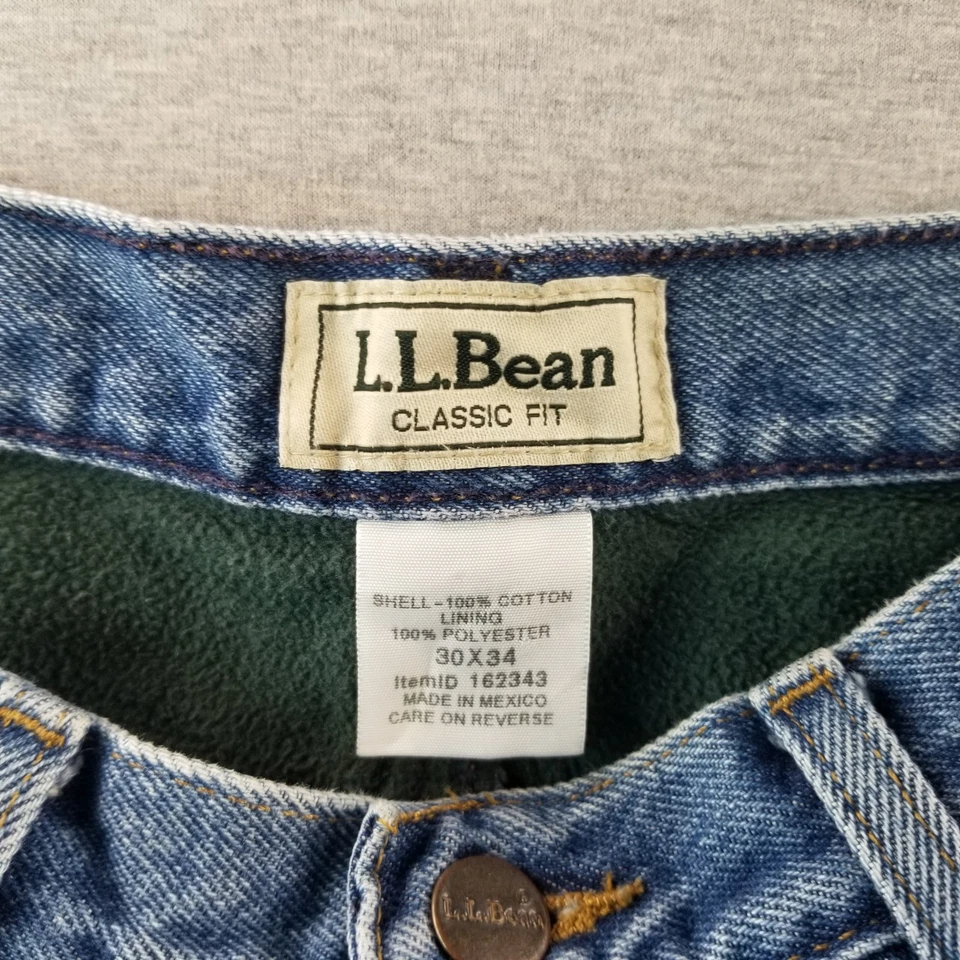 L.L.Bean
CLASSIC FIT
SHELL-100% COTTON
LINING
100% POLYESTER
30X34
ItemID 162343
MADE IN MEXICO
CARE ON REVERSE
L.L.Bean